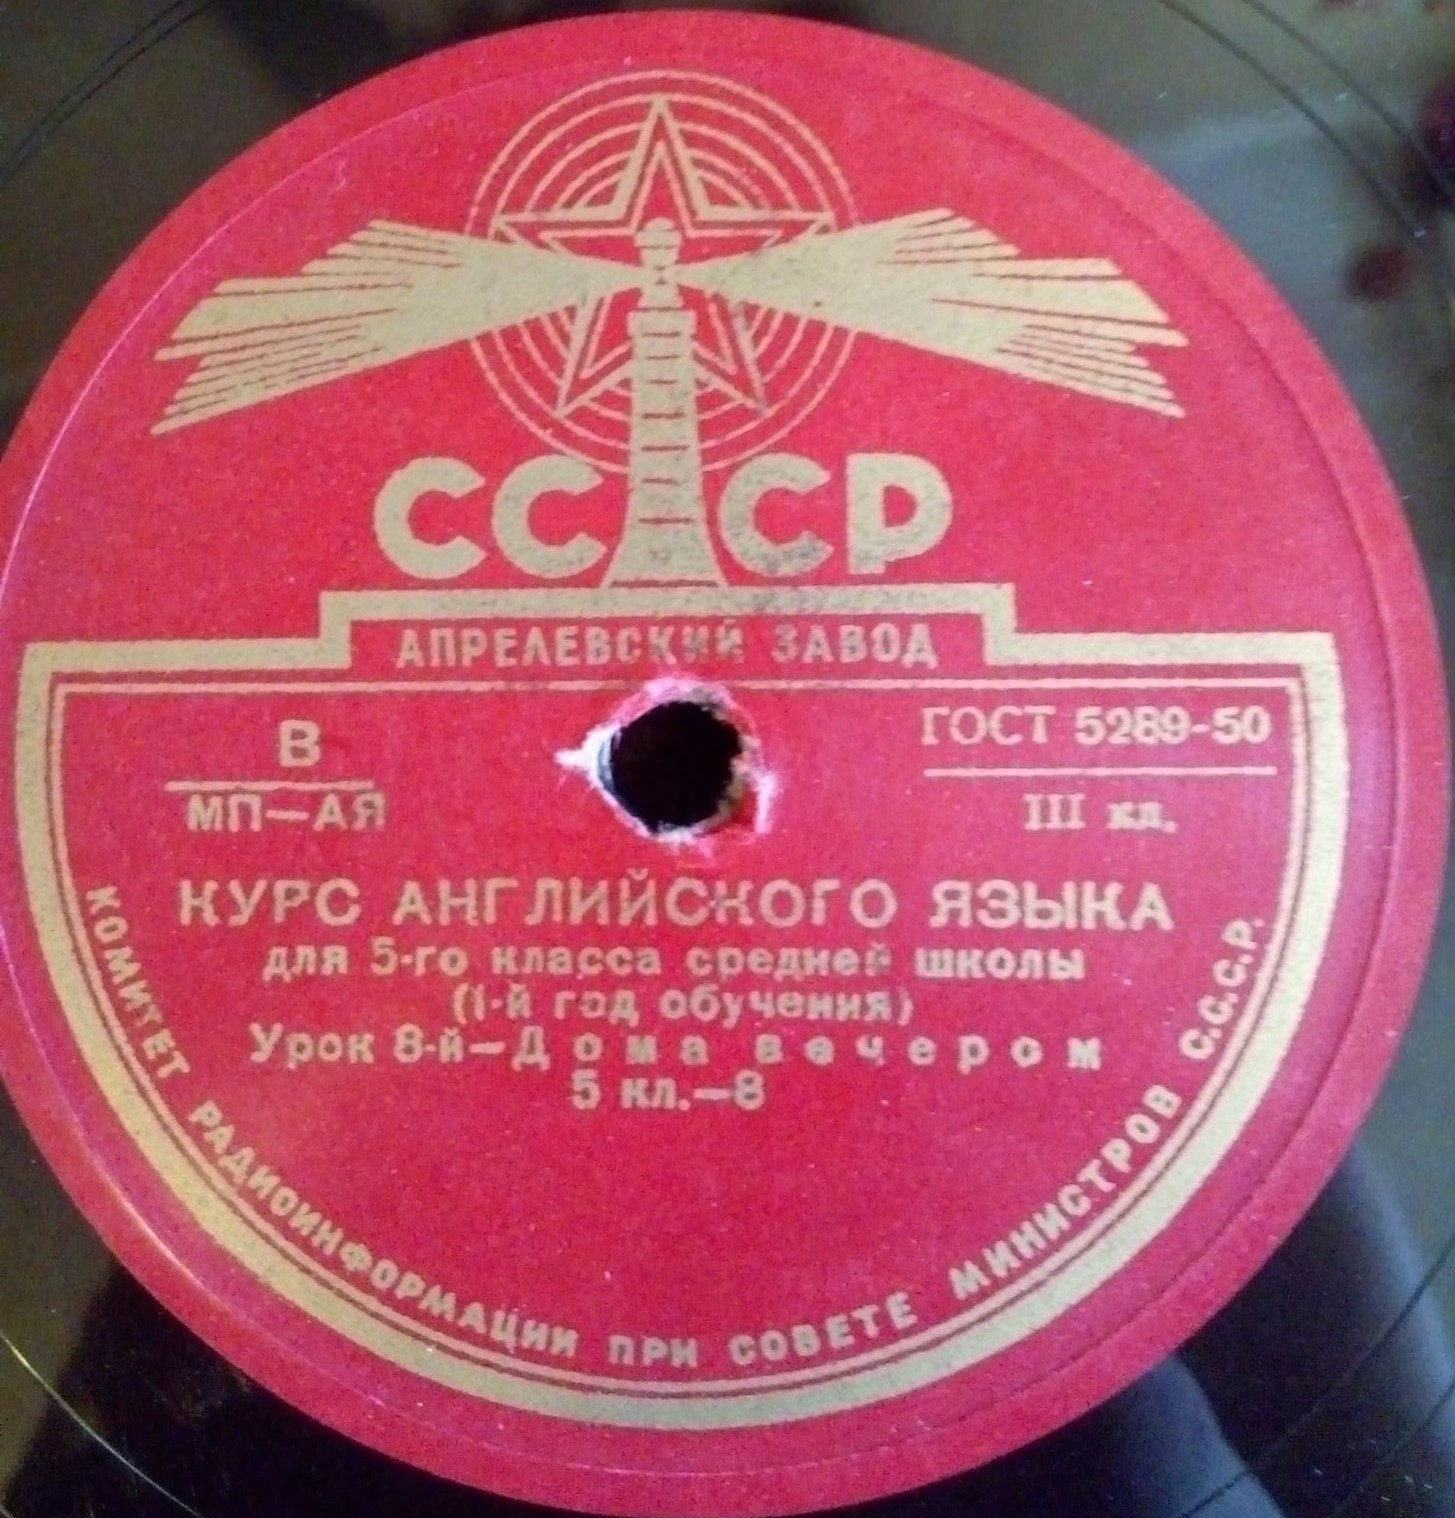 СССР
АПРЕЛЕВСКИЙ ЗАВОД
В
МП—АЯ
ГОСТ 5289-50
III кл.
КУРС АНГЛИЙСКОГО ЯЗЫКА
для 5-го класса средней школы
(1-й год обучения)
Урок 8-й—Дома вечером
5 кл.—8
КОМИТЕТ РАДИОИНФОРМАЦИИ ПРИ СОВЕТЕ МИНИСТРОВ С.С.С.Р.